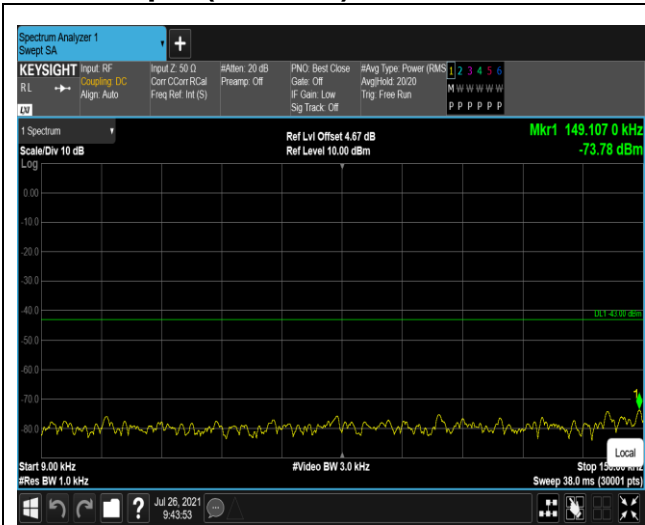 Spectrum Analyzer 1
Swept SA
+
KEYSIGHT Input: RF Input Z: 50 Ω #Atten: 20 dB PNO: Best Close #Avg Type: Power (RMS 1 2 3 4 5 6
RL Coupling: DC Corr CCorr RCal Preamp: Off Gate: Off Avg|Hold: 20/20 M W W W W W
Align: Auto Freq Ref: Int (S) IF Gain: Low Trig: Free Run
Sig Track: Off P P P P P P
LXI
1 Spectrum Ref Lvl Offset 4.67 dB Mkr1 149.107 0 kHz
Scale/Div 10 dB Ref Level 10.00 dBm -73.78 dBm
Log
0.00
-10.0
-20.0
-30.0
-40.0
DL1 -43.00 dBm
-50.0
-60.0
-70.0
1
-80.0
Local
Start 9.00 kHz #Video BW 3.0 kHz Stop 150.00 kHz
#Res BW 1.0 kHz Sweep 38.0 ms (30001 pts)
? Jul 26, 2021
9:43:53